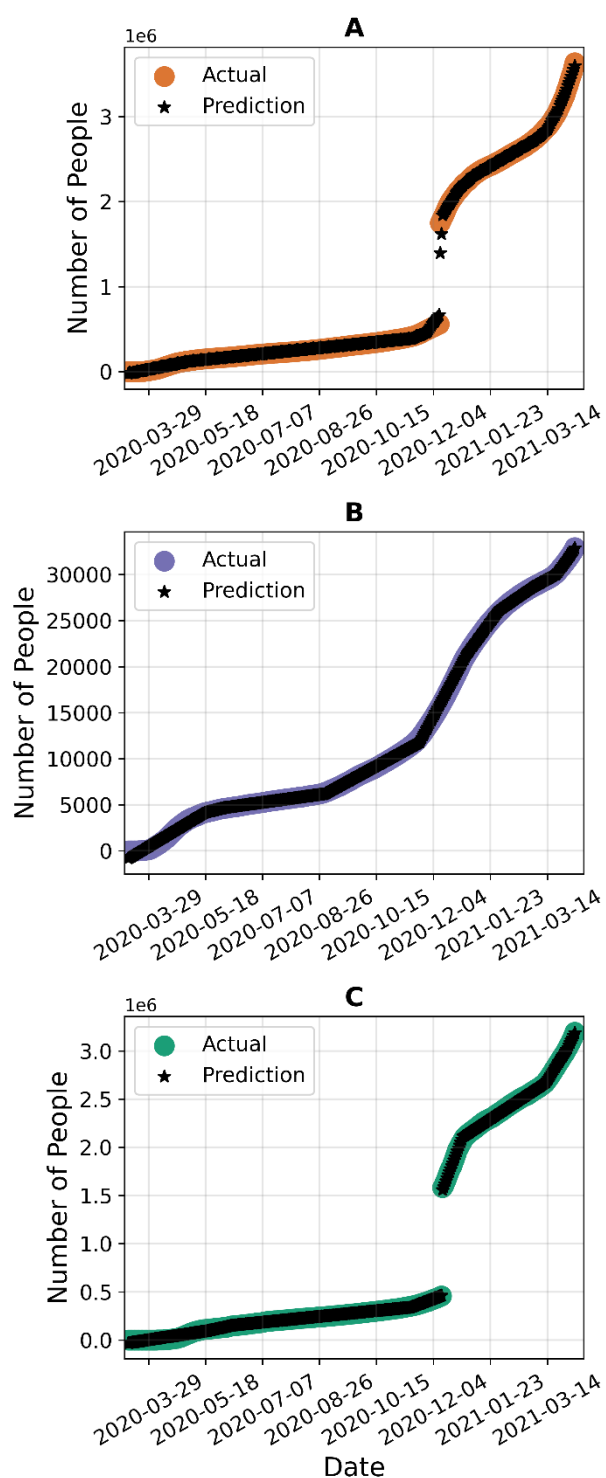 A
1e6
Actual
Prediction
Number of People
3
2
1
0
2020-03-29
2020-05-18
2020-07-07
2020-08-26
2020-10-15
2020-12-04
2021-01-23
2021-03-14
B
Actual
Prediction
Number of People
30000
25000
20000
15000
10000
5000
0
2020-03-29
2020-05-18
2020-07-07
2020-08-26
2020-10-15
2020-12-04
2021-01-23
2021-03-14
C
1e6
Actual
Prediction
Number of People
3.0
2.5
2.0
1.5
1.0
0.5
0.0
2020-03-29
2020-05-18
2020-07-07
2020-08-26
2020-10-15
2020-12-04
2021-01-23
2021-03-14
Date